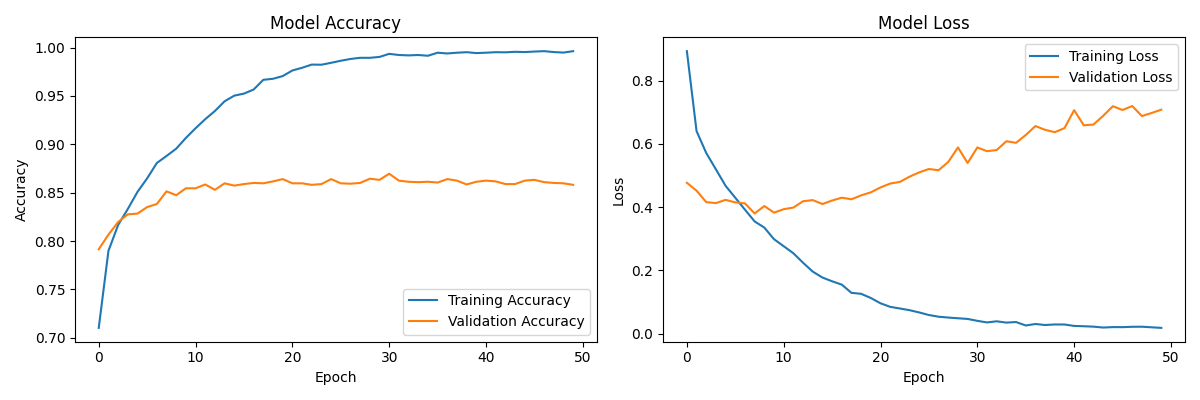 Model Accuracy
1.00
0.95
0.90
0.85
0.80
0.75
0.70
Accuracy
Training Accuracy
Validation Accuracy
0 10 20 30 40 50
Epoch
Model Loss
0.8
0.6
0.4
0.2
0.0
Loss
Training Loss
Validation Loss
0 10 20 30 40 50
Epoch